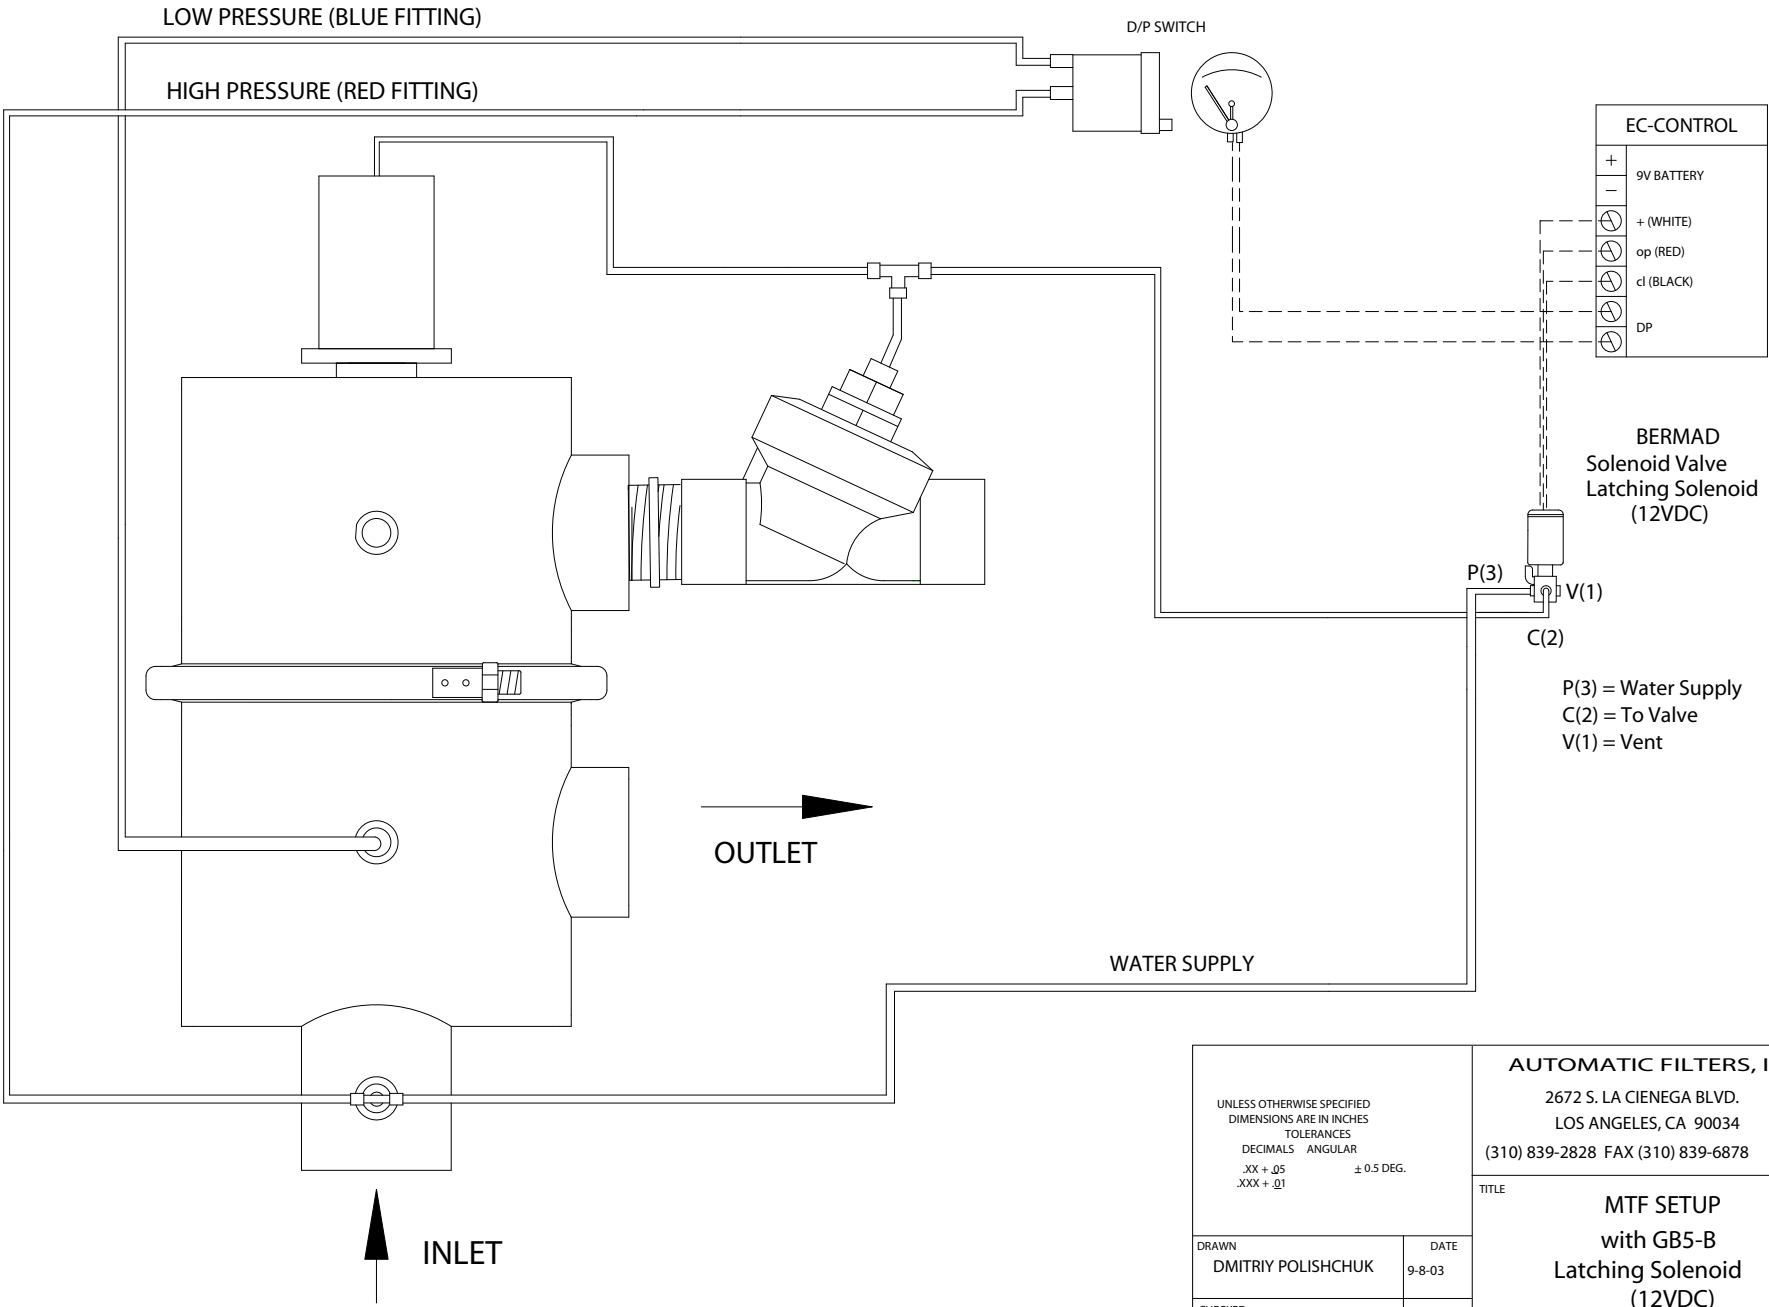 LOW PRESSURE (BLUE FITTING)
D/P SWITCH
HIGH PRESSURE (RED FITTING)
EC-CONTROL
+
9V BATTERY
–
+ (WHITE)
op (RED)
cl (BLACK)
DP
BERMAD
Solenoid Valve
Latching Solenoid
(12VDC)
P(3)
V(1)
C(2)
P(3) = Water Supply
C(2) = To Valve
V(1) = Vent
OUTLET
WATER SUPPLY
INLET
UNLESS OTHERWISE SPECIFIED
DIMENSIONS ARE IN INCHES
TOLERANCES
DECIMALS ANGULAR
.XX + .05 ± 0.5 DEG.
.XXX + .01
DRAWN
DMITRIY POLISHCHUK
DATE
9-8-03
AUTOMATIC FILTERS, I
2672 S. LA CIENEGA BLVD.
LOS ANGELES, CA 90034
(310) 839-2828 FAX (310) 839-6878
TITLE
MTF SETUP
with GB5-B
Latching Solenoid
(12VDC)